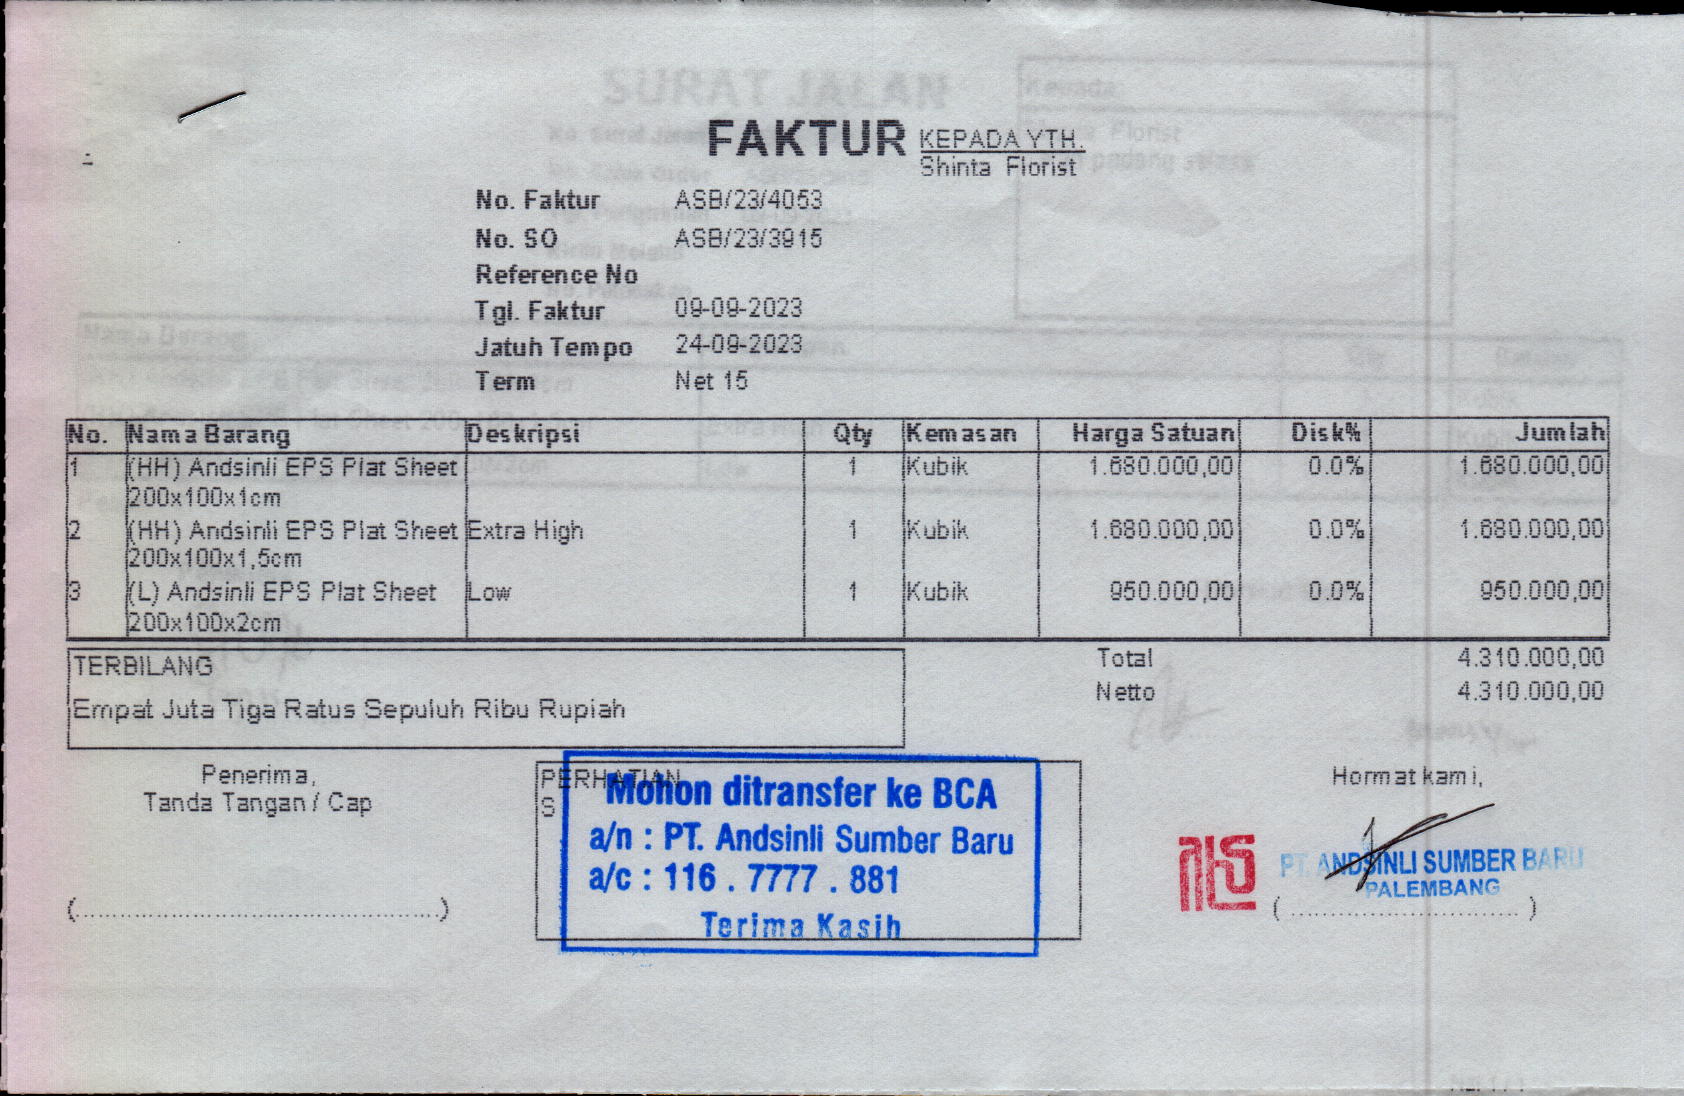 FAKTUR
KEPADA YTH.
Shinta Florist
No. Faktur ASB/23/4053
No. SO ASB/23/3915
Reference No
Tgl. Faktur 09-09-2023
Jatuh Tempo 24-09-2023
Term Net 15
No. Nama Barang Deskripsi Qty Kemasan Harga Satuan Disk% Jumlah
1 (HH) Andsinli EPS Plat Sheet 1 Kubik 1.680.000,00 0.0% 1.680.000,00
200x100x1cm
2 (HH) Andsinli EPS Plat Sheet Extra High 1 Kubik 1.680.000,00 0.0% 1.680.000,00
200x100x1,5cm
3 (L) Andsinli EPS Plat Sheet Low 1 Kubik 950.000,00 0.0% 950.000,00
200x100x2cm
TERBILANG
Empat Juta Tiga Ratus Sepuluh Ribu Rupiah
Total 4.310.000,00
Netto 4.310.000,00
Penerima,
Tanda Tangan / Cap
(......................................)
PERHATIAN
S
Mohon ditransfer ke BCA
a/n : PT. Andsinli Sumber Baru
a/c : 116 . 7777 . 881
Terima Kasih
Hormat kami,
PT. ANDSINLI SUMBER BARU
PALEMBANG
(.............................)
SURAT JALAN
Kepada
Florist
Nama Barang